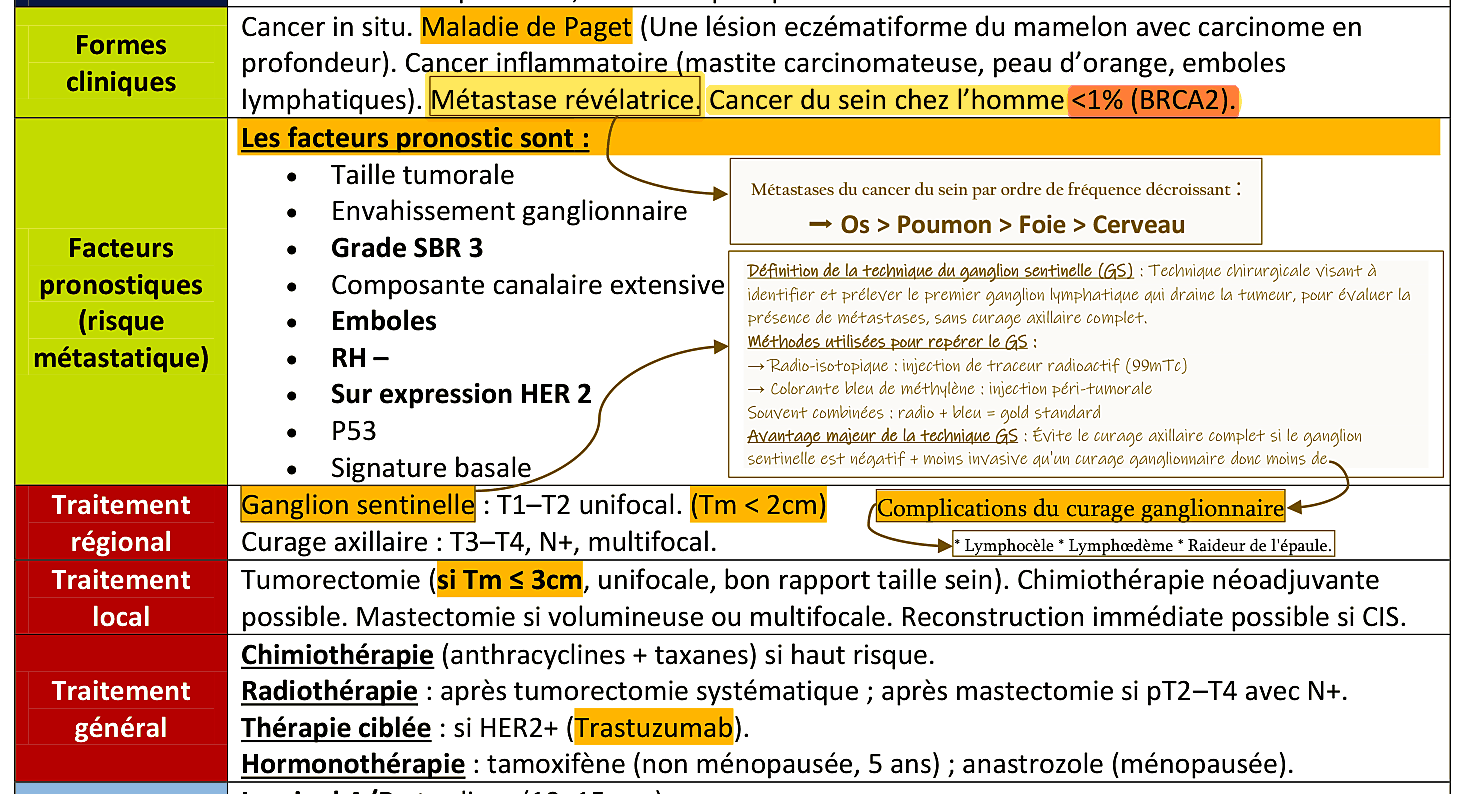 Formes
cliniques
Cancer in situ. Maladie de Paget (Une lésion eczématiforme du mamelon avec carcinome en
profondeur). Cancer inflammatoire (mastite carcinomateuse, peau d’orange, emboles
lymphatiques). Métastase révélatrice. Cancer du sein chez l’homme <1% (BRCA2).
Facteurs
pronostiques
(risque
métastatique)
Les facteurs pronostic sont :
• Taille tumorale
• Envahissement ganglionnaire
• Grade SBR 3
• Composante canalaire extensive
• Emboles
• RH –
• Sur expression HER 2
• P53
• Signature basale
Métastases du cancer du sein par ordre de fréquence décroissant :
→ Os > Poumon > Foie > Cerveau
Définition de la technique du ganglion sentinelle (GS) : Technique chirurgicale visant à
identifier et prélever le premier ganglion lymphatique qui draine la tumeur, pour évaluer la
présence de métastases, sans curage axillaire complet.
Méthodes utilisées pour repérer le GS :
→ Radio-isotopique : injection de traceur radioactif (99mTc)
→ Colorante bleu de méthylène : injection péri-tumorale
Souvent combinées : radio + bleu = gold standard
Avantage majeur de la technique GS : Évite le curage axillaire complet si le ganglion
sentinelle est négatif + moins invasive qu'un curage ganglionnaire donc moins de
Traitement
régional
Ganglion sentinelle : T1–T2 unifocal. (Tm < 2cm)
Curage axillaire : T3–T4, N+, multifocal.
Complications du curage ganglionnaire
* Lymphocèle * Lymphœdème * Raideur de l'épaule.
Traitement
local
Tumorectomie (si Tm ≤ 3cm, unifocale, bon rapport taille sein). Chimiothérapie néoadjuvante
possible. Mastectomie si volumineuse ou multifocale. Reconstruction immédiate possible si CIS.
Traitement
général
Chimiothérapie (anthracyclines + taxanes) si haut risque.
Radiothérapie : après tumorectomie systématique ; après mastectomie si pT2–T4 avec N+.
Thérapie ciblée : si HER2+ (Trastuzumab).
Hormonothérapie : tamoxifène (non ménopausée, 5 ans) ; anastrozole (ménopausée).